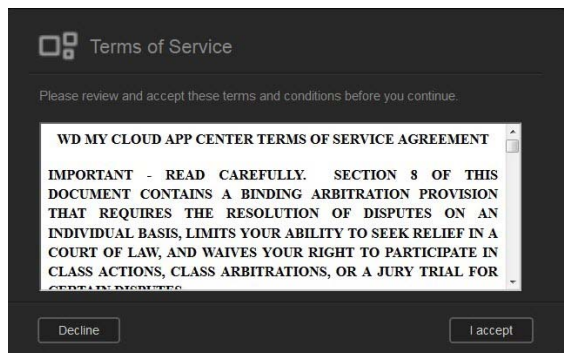 Terms of Service
Please review and accept these terms and conditions before you continue.
WD MY CLOUD APP CENTER TERMS OF SERVICE AGREEMENT
IMPORTANT - READ CAREFULLY. SECTION 8 OF THIS
DOCUMENT CONTAINS A BINDING ARBITRATION PROVISION
THAT REQUIRES THE RESOLUTION OF DISPUTES ON AN
INDIVIDUAL BASIS, LIMITS YOUR ABILITY TO SEEK RELIEF IN A
COURT OF LAW, AND WAIVES YOUR RIGHT TO PARTICIPATE IN
CLASS ACTIONS, CLASS ARBITRATIONS, OR A JURY TRIAL FOR
CERTAIN DISPUTES
Decline
I accept